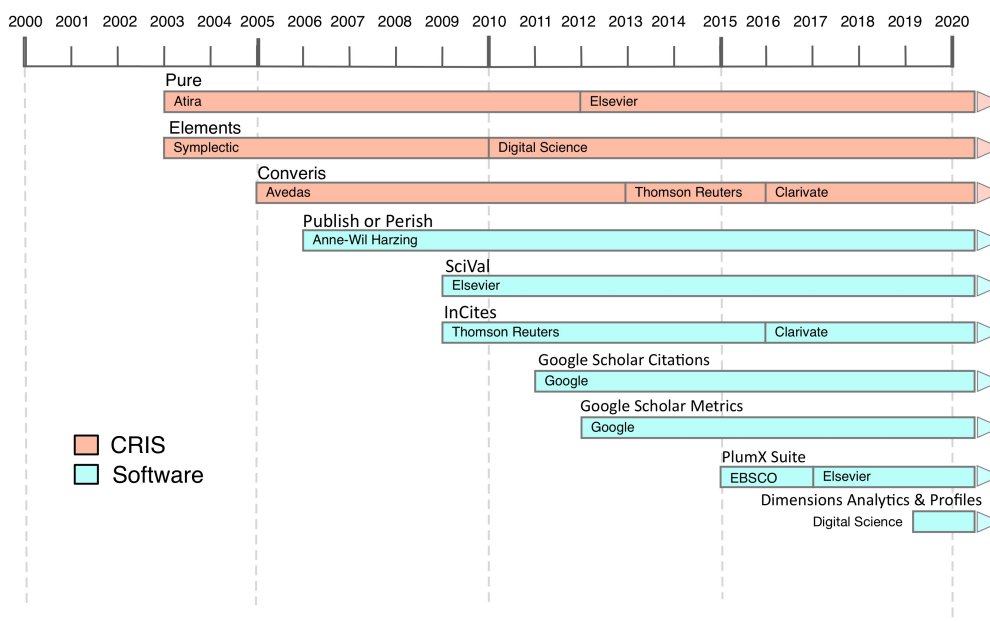 2000 2001 2002 2003 2004 2005 2006 2007 2008 2009 2010 2011 2012 2013 2014 2015 2016 2017 2018 2019 2020
Pure
Atira Elsevier
Elements
Symplectic Digital Science
Converis
Avedas Thomson Reuters Clarivate
Publish or Perish
Anne-Wil Harzing
SciVal
Elsevier
InCites
Thomson Reuters Clarivate
Google Scholar Citations
Google
Google Scholar Metrics
Google
CRIS
Software
PlumX Suite
EBSCO Elsevier
Dimensions Analytics & Profiles
Digital Science